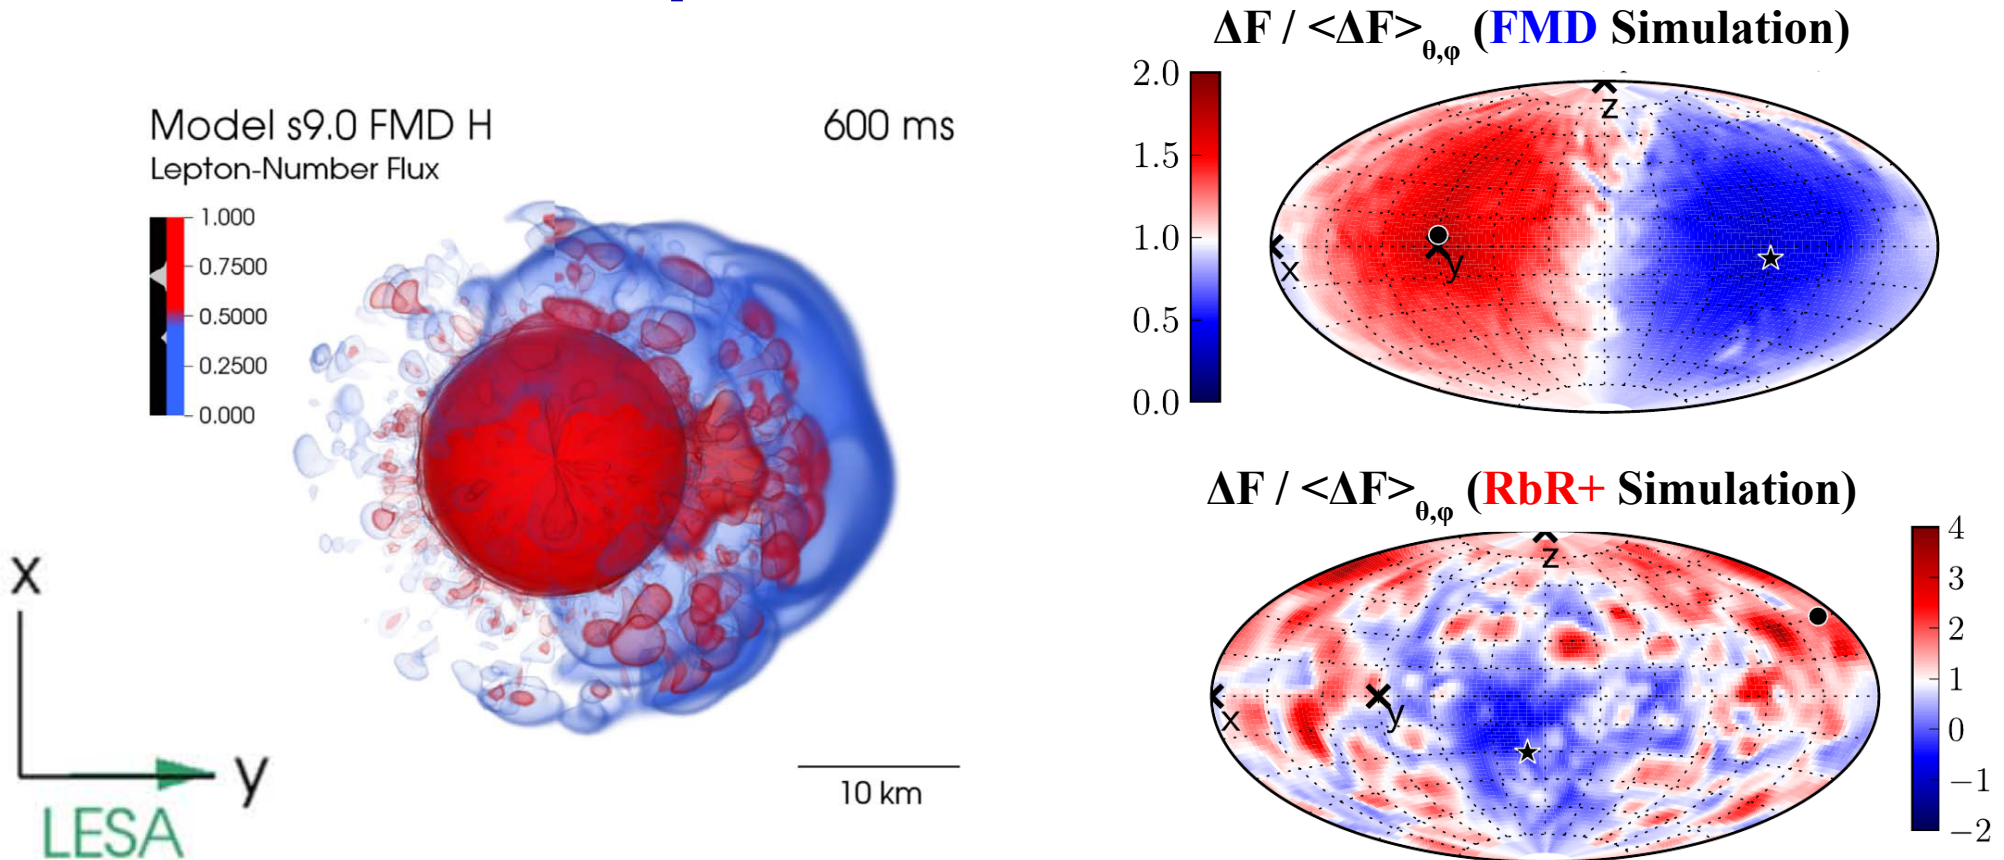 Model s9.0 FMD H
600 ms
Lepton-Number Flux
1.000
0.7500
0.5000
0.2500
0.000
x
y
LESA
10 km
ΔF / <ΔF>θ,φ (FMD Simulation)
2.0
1.5
1.0
0.5
0.0
z
y
x
ΔF / <ΔF>θ,φ (RbR+ Simulation)
4
3
2
1
0
−1
−2
z
x
y